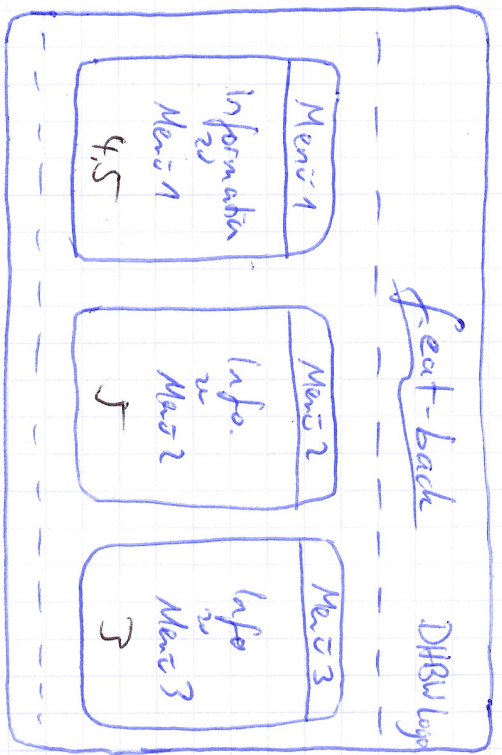 feat-back
DHBW Logo
Menü 1
Information
zu
Menü 1
4,5
Menü 2
Info.
zu
Menü 2
5
Menü 3
Info
zu
Menü 3
3